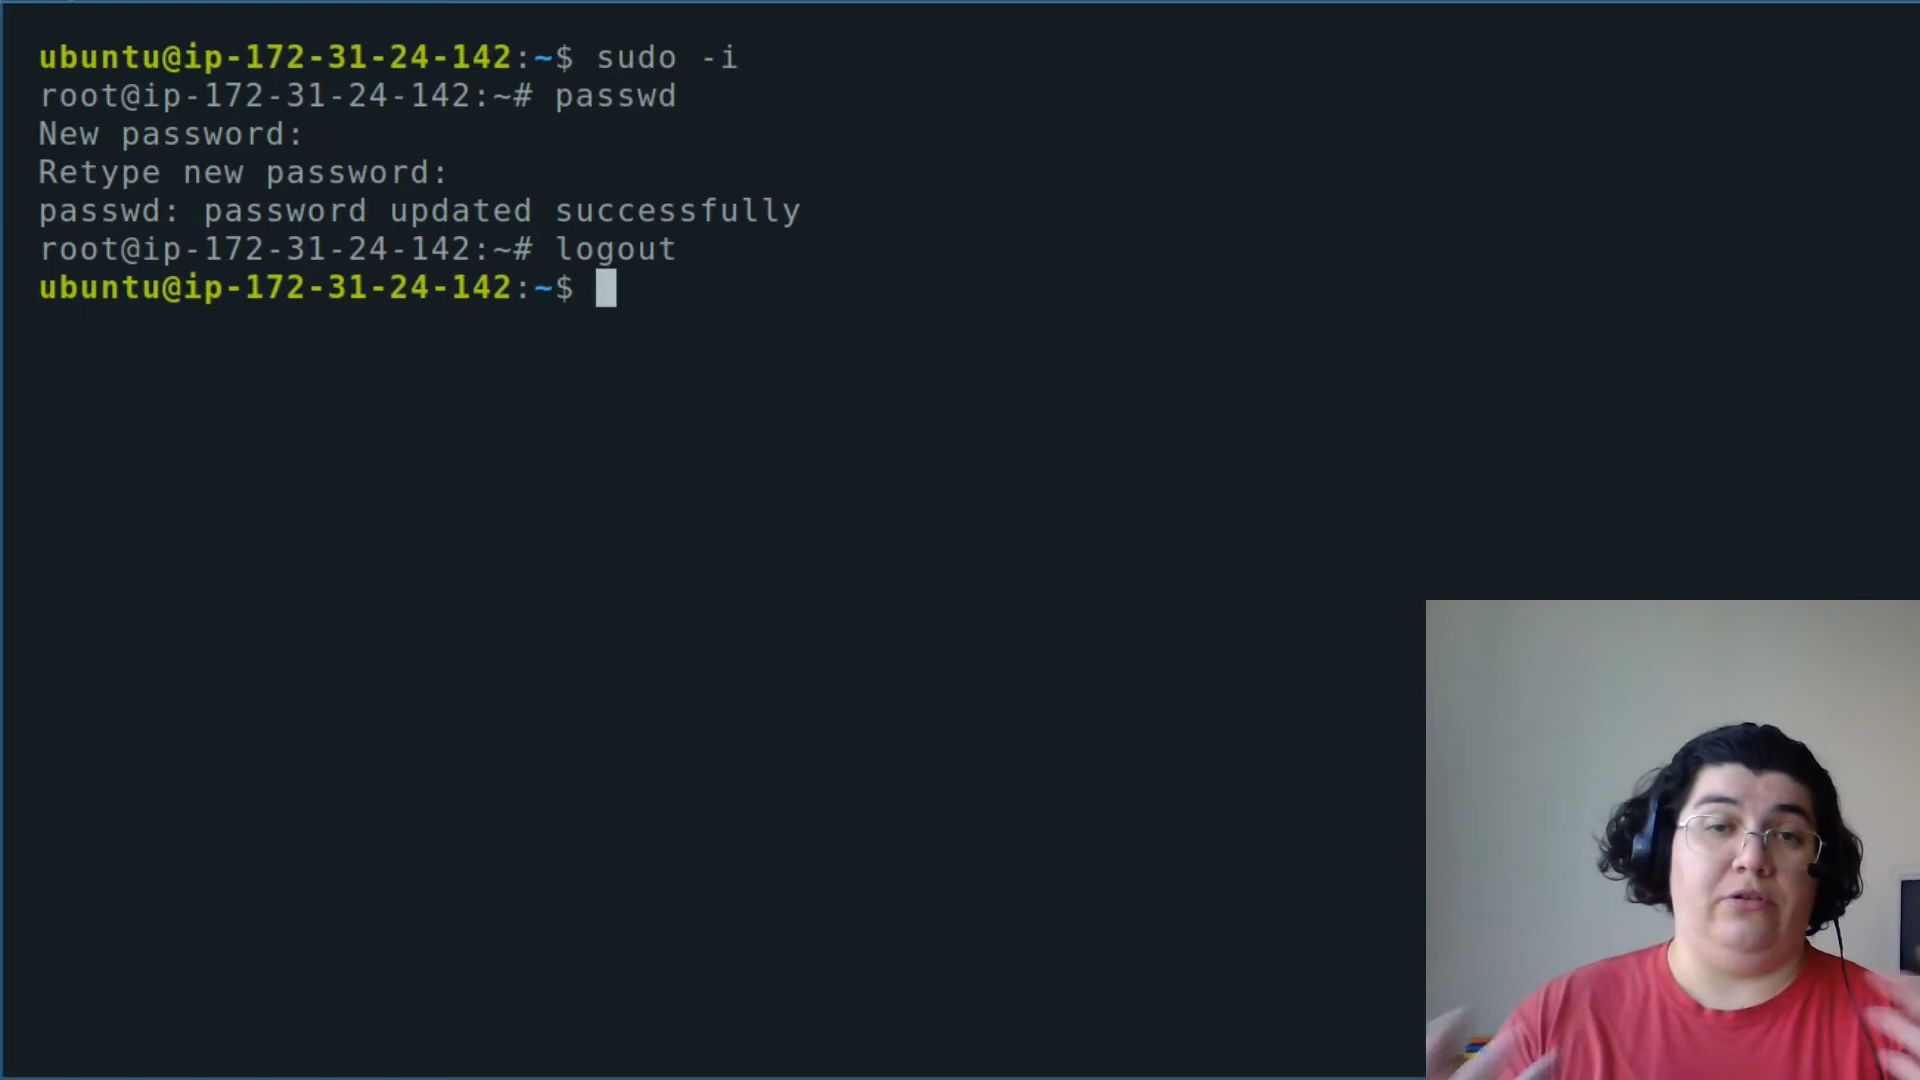 ubuntu@ip-172-31-24-142:~$ sudo -i
root@ip-172-31-24-142:~# passwd
New password:
Retype new password:
passwd: password updated successfully
root@ip-172-31-24-142:~# logout
ubuntu@ip-172-31-24-142:~$